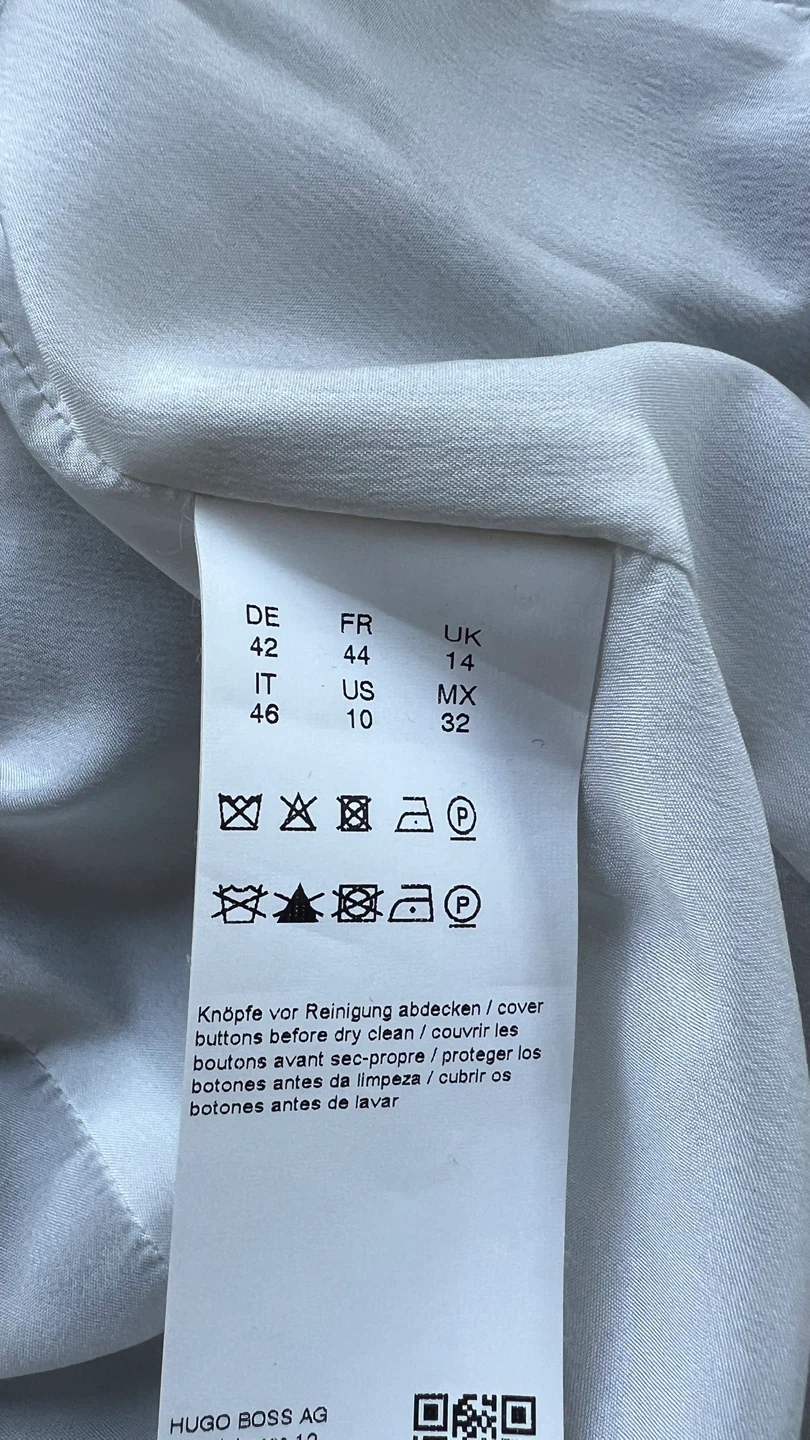 DE FR UK
42 44 14
IT US MX
46 10 32
P
P
Knöpfe vor Reinigung abdecken / cover
buttons before dry clean / couvrir les
boutons avant sec-propre / proteger los
botones antes da limpeza / cubrir os
botones antes de lavar
HUGO BOSS AG